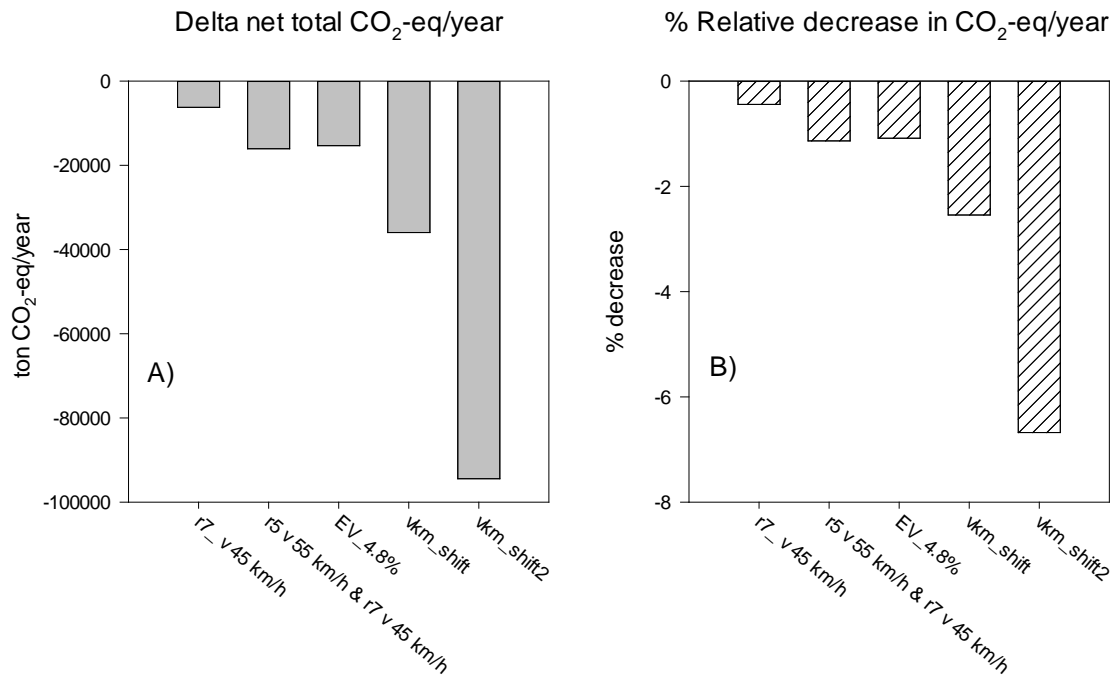 Delta net total CO₂-eq/year
ton CO₂-eq/year
0
-20000
-40000
-60000
-80000
-100000
A)
r7_ v 45 km/h
r5 v 55 km/h & r7 v 45 km/h
EV_4.8%
vkm_shift
vkm_shift2
% Relative decrease in CO₂-eq/year
% decrease
0
-2
-4
-6
-8
B)
r7_ v 45 km/h
r5 v 55 km/h & r7 v 45 km/h
EV_4.8%
vkm_shift
vkm_shift2